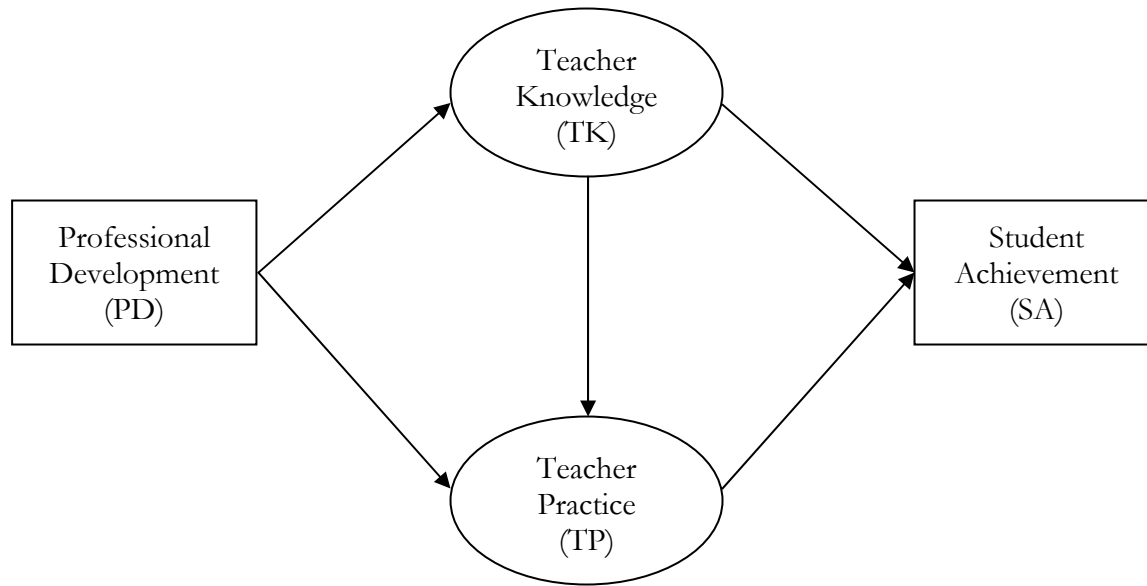 Teacher
Knowledge
(TK)
Professional
Development
(PD)
Student
Achievement
(SA)
Teacher
Practice
(TP)